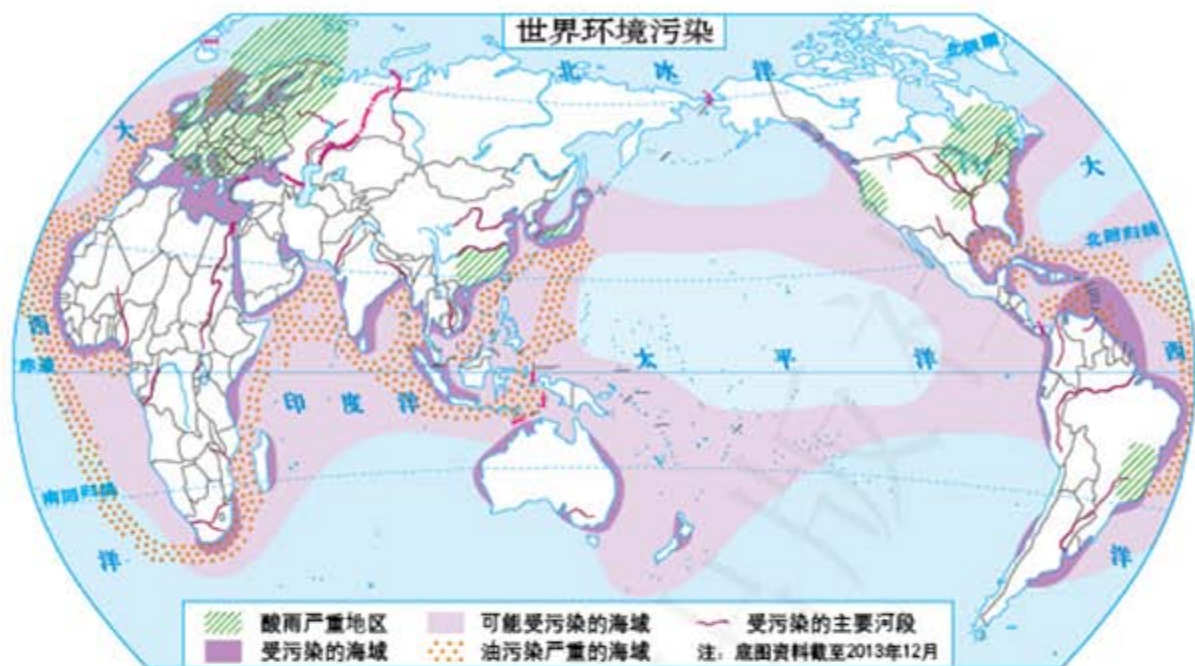 世界环境污染
北冰洋
北极圈
大
大
北回归线
西
赤道
太平洋
西
印度洋
南回归线
洋
洋
酸雨严重地区
可能受污染的海域
受污染的主要河段
受污染的海域
油污染严重的海域
注：底图资料截至2013年12月